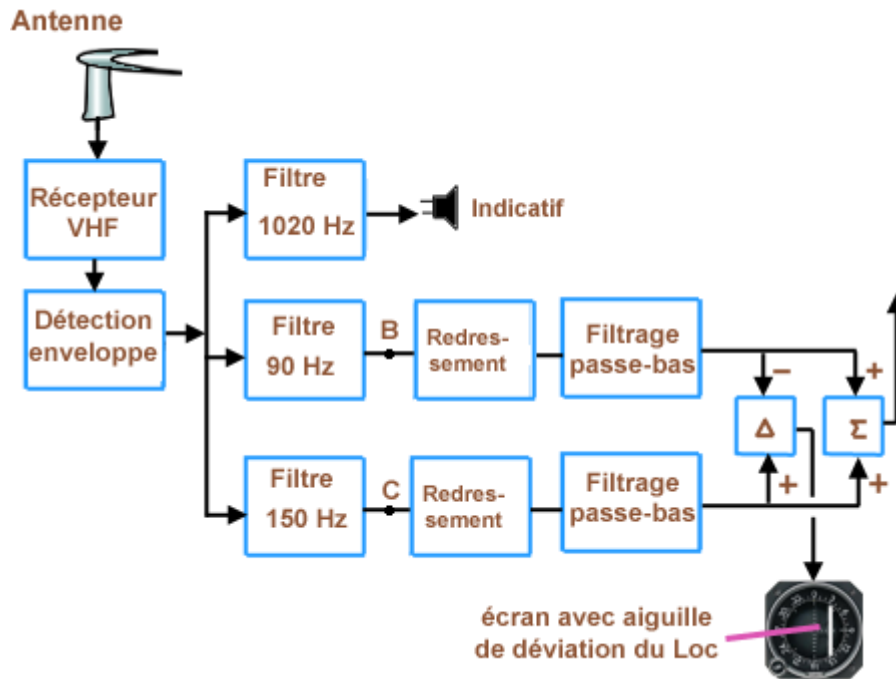 Antenne
Récepteur
VHF
Détection
enveloppe
Filtre
1020 Hz
Indicatif
Filtre
90 Hz
B
Redres-
sement
Filtrage
passe-bas
Filtre
150 Hz
C
Redres-
sement
Filtrage
passe-bas
− +
Δ Σ
+ +
écran avec aiguille
de déviation du Loc